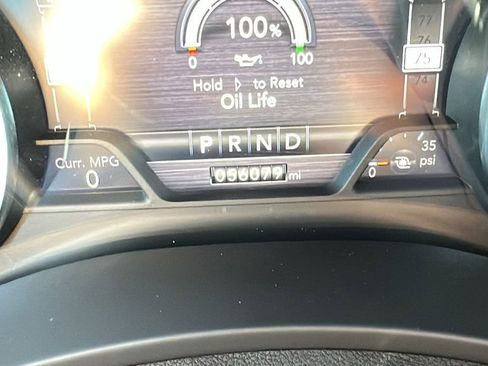 100%
0 100
Hold ▷ to Reset
Oil Life
77
76
75
74
P R N D
Curr. MPG
0
056079 mi
35
psi
0